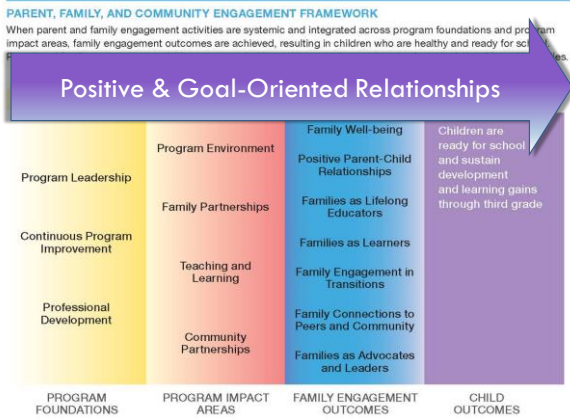 PARENT, FAMILY, AND COMMUNITY ENGAGEMENT FRAMEWORK
When parent and family engagement activities are systemic and integrated across program foundations and program
impact areas, family engagement outcomes are achieved, resulting in children who are healthy and ready for school.
Positive & Goal-Oriented Relationships
Program Leadership
Continuous Program
Improvement
Professional
Development
Program Environment
Family Partnerships
Teaching and
Learning
Community
Partnerships
Family Well-being
Positive Parent-Child
Relationships
Families as Lifelong
Educators
Families as Learners
Family Engagement in
Transitions
Family Connections to
Peers and Community
Families as Advocates
and Leaders
Children are
ready for school
and sustain
development
and learning gains
through third grade
PROGRAM
FOUNDATIONS
PROGRAM IMPACT
AREAS
FAMILY ENGAGEMENT
OUTCOMES
CHILD
OUTCOMES